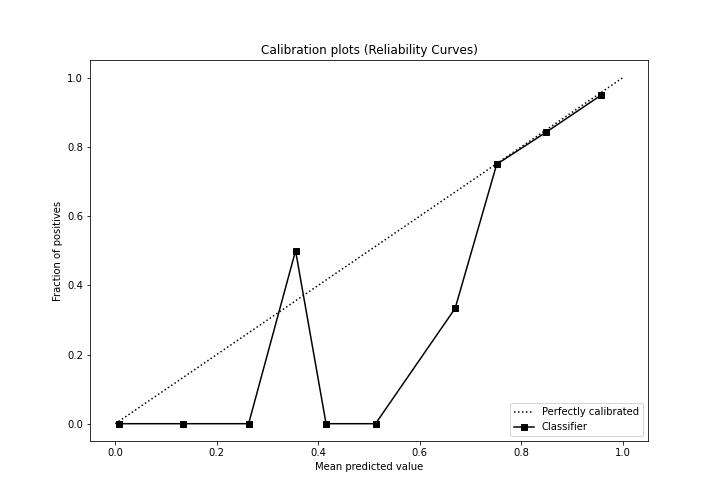 Calibration plots (Reliability Curves)
Fraction of positives
1.0
0.8
0.6
0.4
0.2
0.0
0.0 0.2 0.4 0.6 0.8 1.0
Mean predicted value
Perfectly calibrated
Classifier